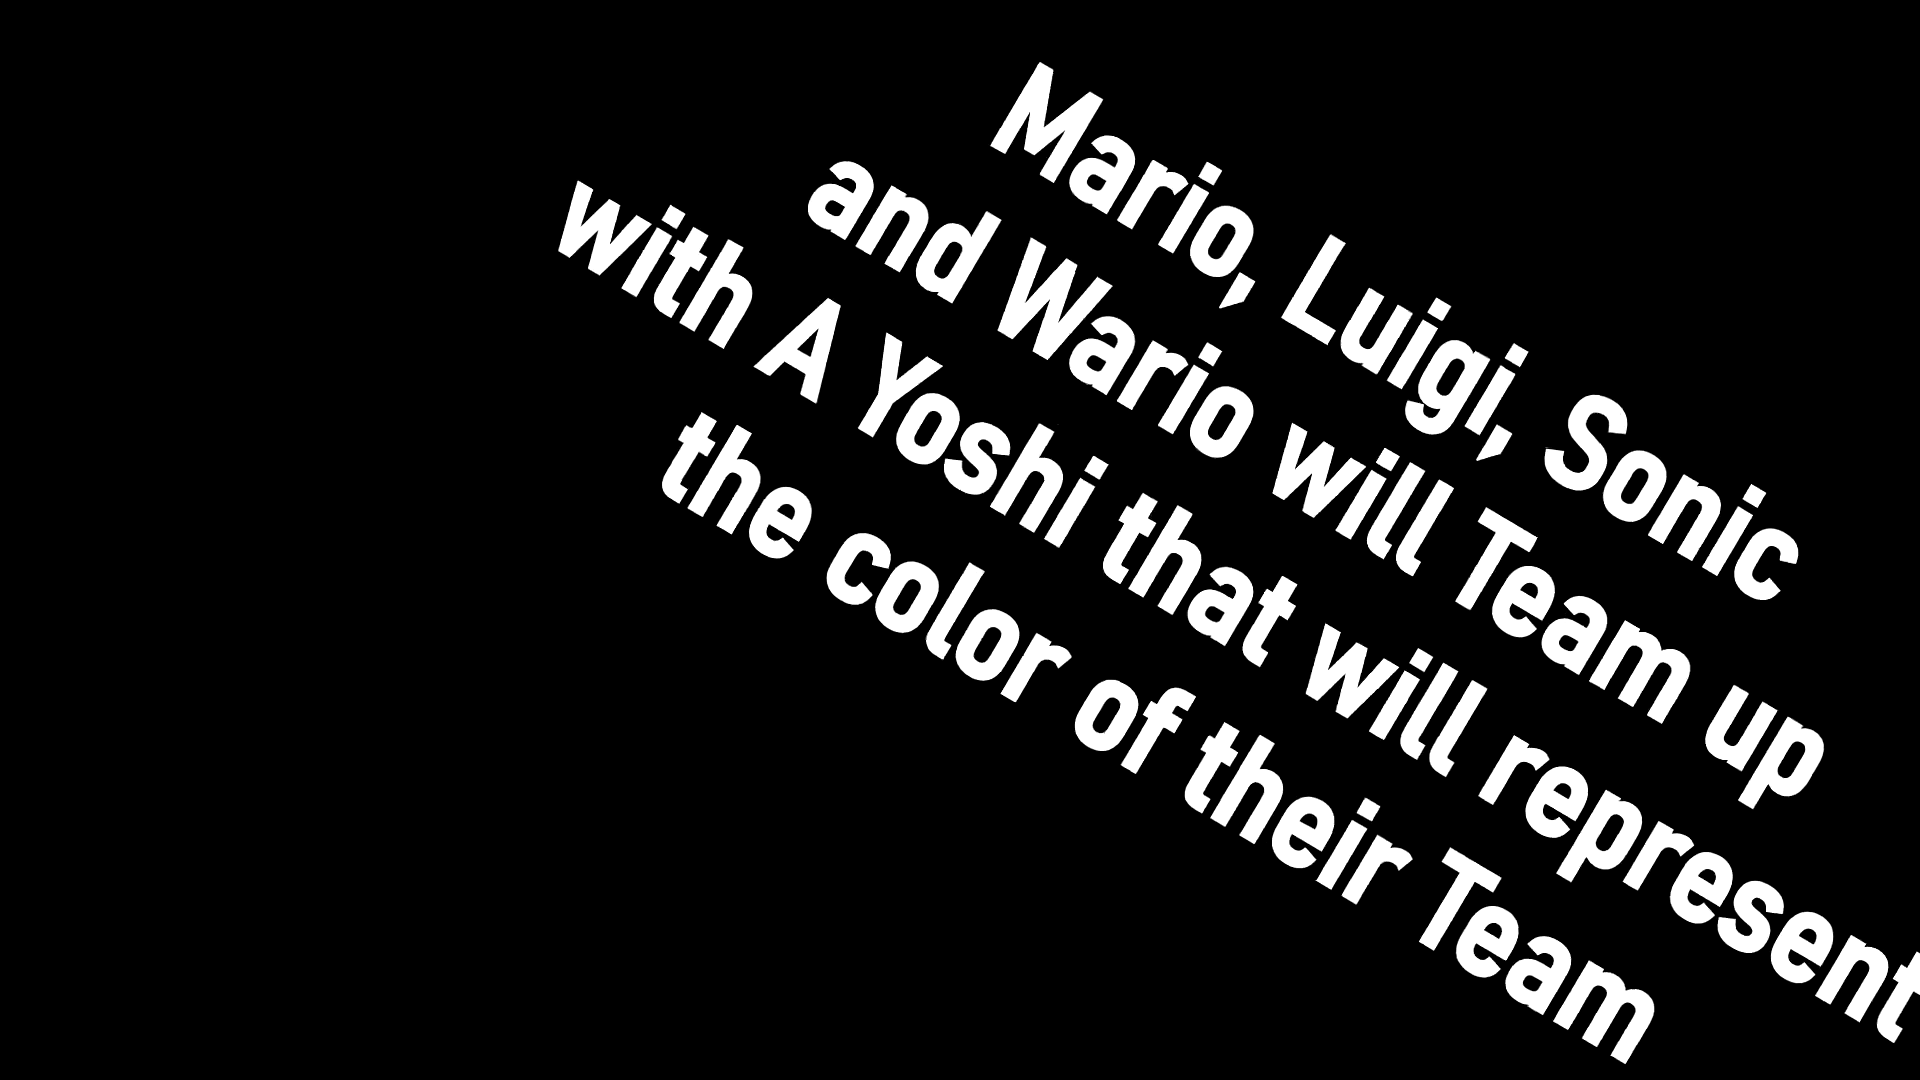 Mario, Luigi, Sonic
and Wario will Team up
with A Yoshi that will represent
the color of their Team